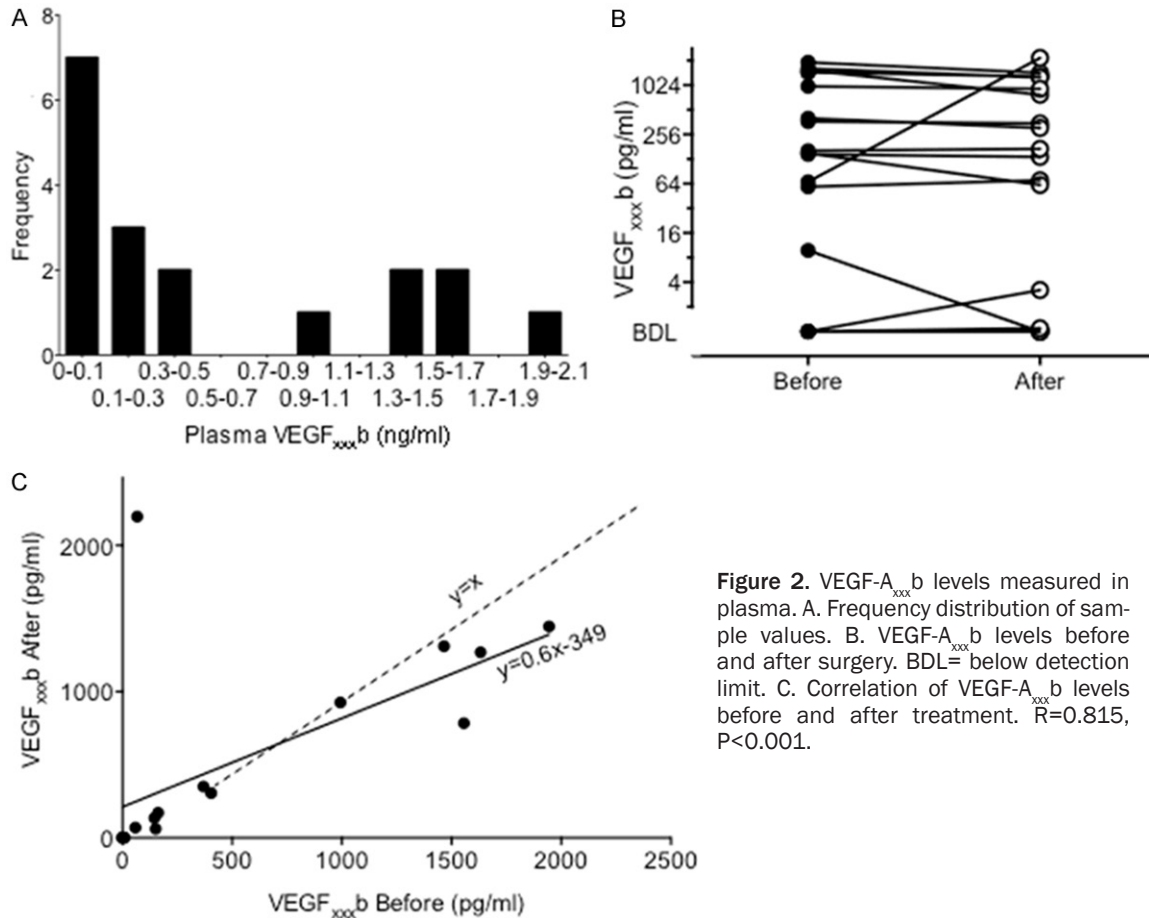 A
8
6
4
2
0
Frequency
0-0.1 0.3-0.5 0.7-0.9 1.1-1.3 1.5-1.7 1.9-2.1
0.1-0.3 0.5-0.7 0.9-1.1 1.3-1.5 1.7-1.9
Plasma VEGFxxxb (ng/ml)
B
VEGFxxxb (pg/ml)
1024
256
64
16
4
BDL
Before After
C
VEGFxxxb After (pg/ml)
2000
1000
0
y=x
y=0.6x-349
0 500 1000 1500 2000 2500
VEGFxxxb Before (pg/ml)
Figure 2. VEGF-Axxxb levels measured in
plasma. A. Frequency distribution of sam-
ple values. B. VEGF-Axxxb levels before
and after surgery. BDL= below detection
limit. C. Correlation of VEGF-Axxxb levels
before and after treatment. R=0.815,
P<0.001.